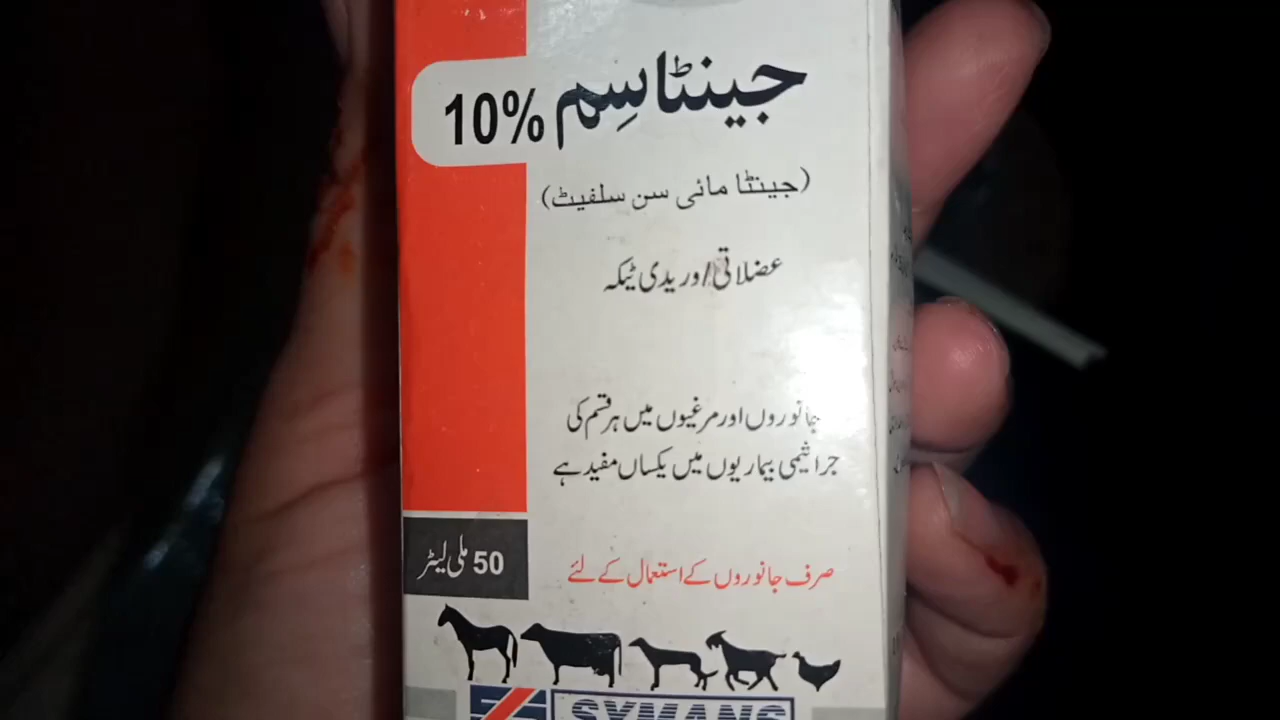 جینٹاسِم 10%
(جینٹا مائی سن سلفیٹ)
عضلاتی/وریدی ٹیکہ
جانوروں اور مرغیوں میں ہر قسم کی
جراثیمی بیماریوں میں یکساں مفید ہے
50 ملی لیٹر
صرف جانوروں کے استعمال کے لئے
SYMANS